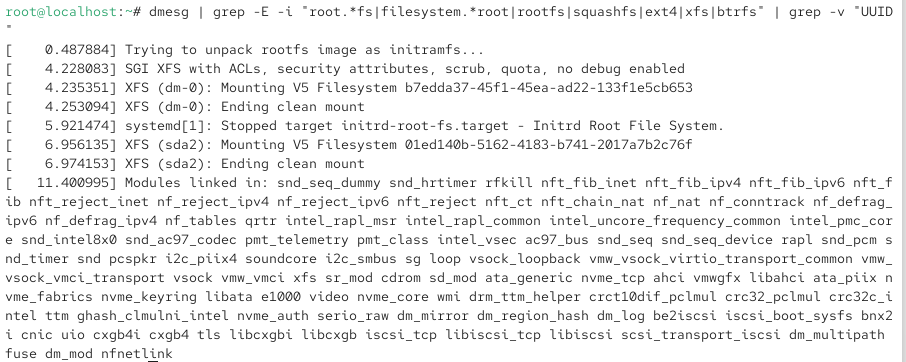 root@localhost:~# dmesg | grep -E -i "root.*fs|filesystem.*root|rootfs|squashfs|ext4|xfs|btrfs" | grep -v "UUID
"
[    0.487884] Trying to unpack rootfs image as initramfs...
[    4.228083] SGI XFS with ACLs, security attributes, scrub, quota, no debug enabled
[    4.235351] XFS (dm-0): Mounting V5 Filesystem b7edda37-45f1-45ea-ad22-133f1e5cb653
[    4.253094] XFS (dm-0): Ending clean mount
[    5.921474] systemd[1]: Stopped target initrd-root-fs.target - Initrd Root File System.
[    6.956135] XFS (sda2): Mounting V5 Filesystem 01ed140b-5162-4183-b741-2017a7b2c76f
[    6.974153] XFS (sda2): Ending clean mount
[   11.400995] Modules linked in: snd_seq_dummy snd_hrtimer rfkill nft_fib_inet nft_fib_ipv4 nft_fib_ipv6 nft_f
ib nft_reject_inet nf_reject_ipv4 nf_reject_ipv6 nft_reject nft_ct nft_chain_nat nf_nat nf_conntrack nf_defrag_
ipv6 nf_defrag_ipv4 nf_tables qrtr intel_rapl_msr intel_rapl_common intel_uncore_frequency_common intel_pmc_cor
e snd_intel8x0 snd_ac97_codec pmt_telemetry pmt_class intel_vsec ac97_bus snd_seq snd_seq_device rapl snd_pcm s
nd_timer snd pcspkr i2c_piix4 soundcore i2c_smbus sg loop vsock_loopback vmw_vsock_virtio_transport_common vmw_
vsock_vmci_transport vsock vmw_vmci xfs sr_mod cdrom sd_mod ata_generic nvme_tcp ahci vmwgfx libahci ata_piix n
vme_fabrics nvme_keyring libata e1000 video nvme_core wmi drm_ttm_helper crct10dif_pclmul crc32_pclmul crc32c_i
ntel ttm ghash_clmulni_intel nvme_auth serio_raw dm_mirror dm_region_hash dm_log be2iscsi iscsi_boot_sysfs bnx2
i cnic uio cxgb4i cxgb4 tls libcxgbi libcxgb iscsi_tcp libiscsi_tcp libiscsi scsi_transport_iscsi dm_multipath
fuse dm_mod nfnetlink